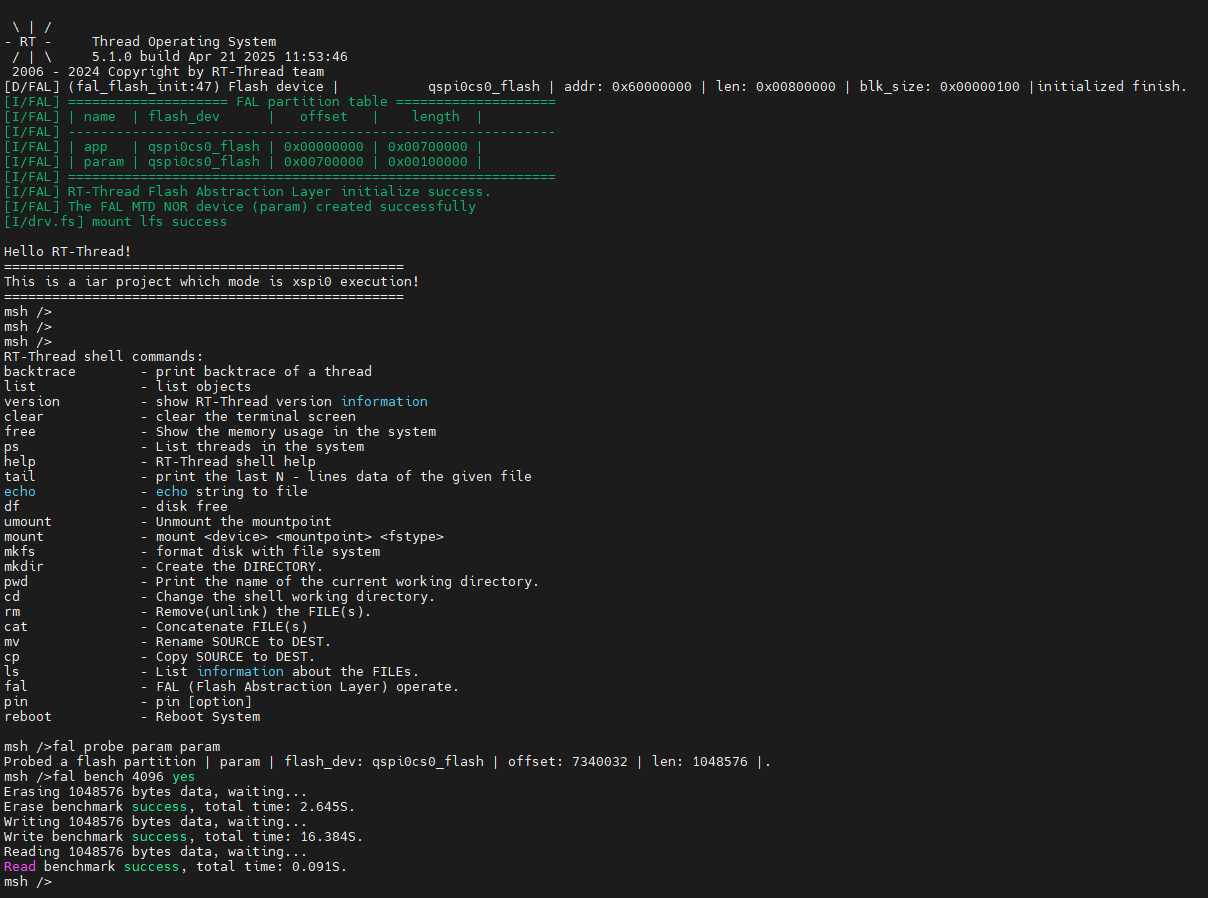 \ | /
- RT -     Thread Operating System
 / | \     5.1.0 build Apr 21 2025 11:53:46
 2006 - 2024 Copyright by RT-Thread team
[D/FAL] (fal_flash_init:47) Flash device |           qspi0cs0_flash | addr: 0x60000000 | len: 0x00800000 | blk_size: 0x00000100 |initialized finish.
[I/FAL] ==================== FAL partition table ====================
[I/FAL] | name  | flash_dev      |   offset   |    length  |
[I/FAL] -------------------------------------------------------------
[I/FAL] | app   | qspi0cs0_flash | 0x00000000 | 0x00700000 |
[I/FAL] | param | qspi0cs0_flash | 0x00700000 | 0x00100000 |
[I/FAL] =============================================================
[I/FAL] RT-Thread Flash Abstraction Layer initialize success.
[I/FAL] The FAL MTD NOR device (param) created successfully
[I/drv.fs] mount lfs success

Hello RT-Thread!
==================================================
This is a iar project which mode is xspi0 execution!
==================================================
msh />
msh />
msh />
RT-Thread shell commands:
backtrace        - print backtrace of a thread
list             - list objects
version          - show RT-Thread version information
clear            - clear the terminal screen
free             - Show the memory usage in the system
ps               - List threads in the system
help             - RT-Thread shell help
tail             - print the last N - lines data of the given file
echo             - echo string to file
df               - disk free
umount           - Unmount the mountpoint
mount            - mount <device> <mountpoint> <fstype>
mkfs             - format disk with file system
mkdir            - Create the DIRECTORY.
pwd              - Print the name of the current working directory.
cd               - Change the shell working directory.
rm               - Remove(unlink) the FILE(s).
cat              - Concatenate FILE(s)
mv               - Rename SOURCE to DEST.
cp               - Copy SOURCE to DEST.
ls               - List information about the FILEs.
fal              - FAL (Flash Abstraction Layer) operate.
pin              - pin [option]
reboot           - Reboot System

msh />fal probe param param
Probed a flash partition | param | flash_dev: qspi0cs0_flash | offset: 7340032 | len: 1048576 |.
msh />fal bench 4096 yes
Erasing 1048576 bytes data, waiting...
Erase benchmark success, total time: 2.645S.
Writing 1048576 bytes data, waiting...
Write benchmark success, total time: 16.384S.
Reading 1048576 bytes data, waiting...
Read benchmark success, total time: 0.091S.
msh />